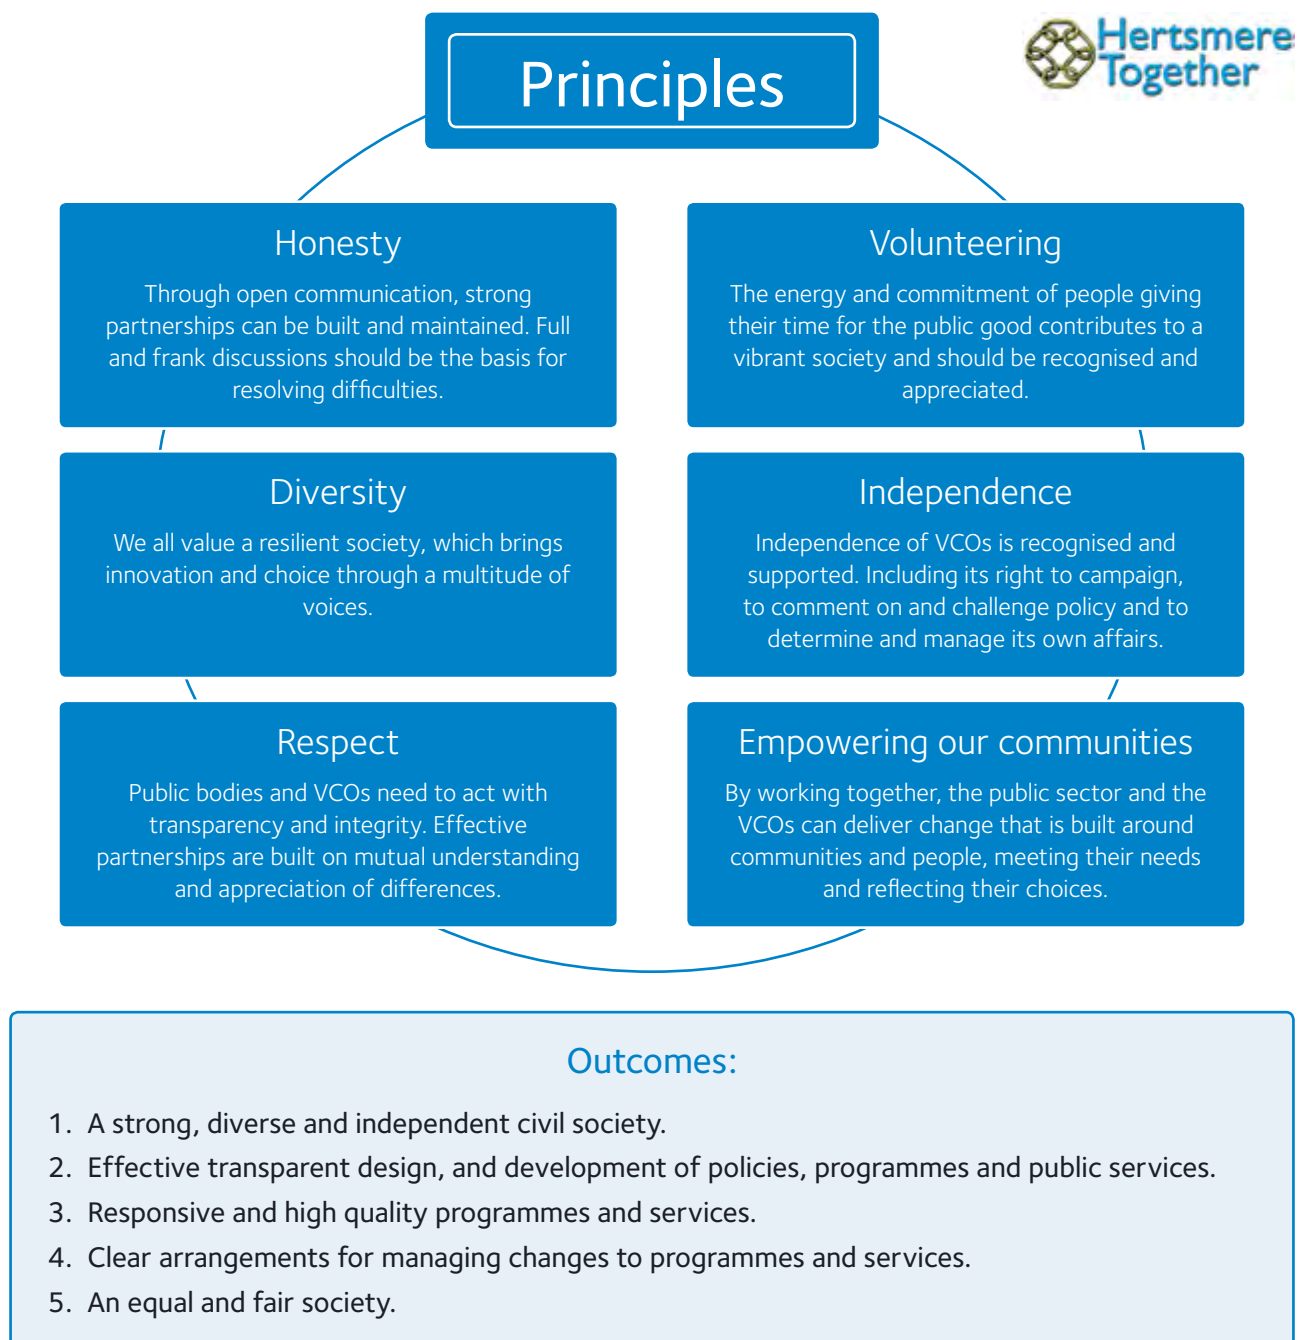 Principles
Hertsmere
Together
Honesty
Through open communication, strong
partnerships can be built and maintained. Full
and frank discussions should be the basis for
resolving difficulties.
Volunteering
The energy and commitment of people giving
their time for the public good contributes to a
vibrant society and should be recognised and
appreciated.
Diversity
We all value a resilient society, which brings
innovation and choice through a multitude of
voices.
Independence
Independence of VCOs is recognised and
supported. Including its right to campaign,
to comment on and challenge policy and to
determine and manage its own affairs.
Respect
Public bodies and VCOs need to act with
transparency and integrity. Effective
partnerships are built on mutual understanding
and appreciation of differences.
Empowering our communities
By working together, the public sector and the
VCOs can deliver change that is built around
communities and people, meeting their needs
and reflecting their choices.
Outcomes:
1. A strong, diverse and independent civil society.
2. Effective transparent design, and development of policies, programmes and public services.
3. Responsive and high quality programmes and services.
4. Clear arrangements for managing changes to programmes and services.
5. An equal and fair society.